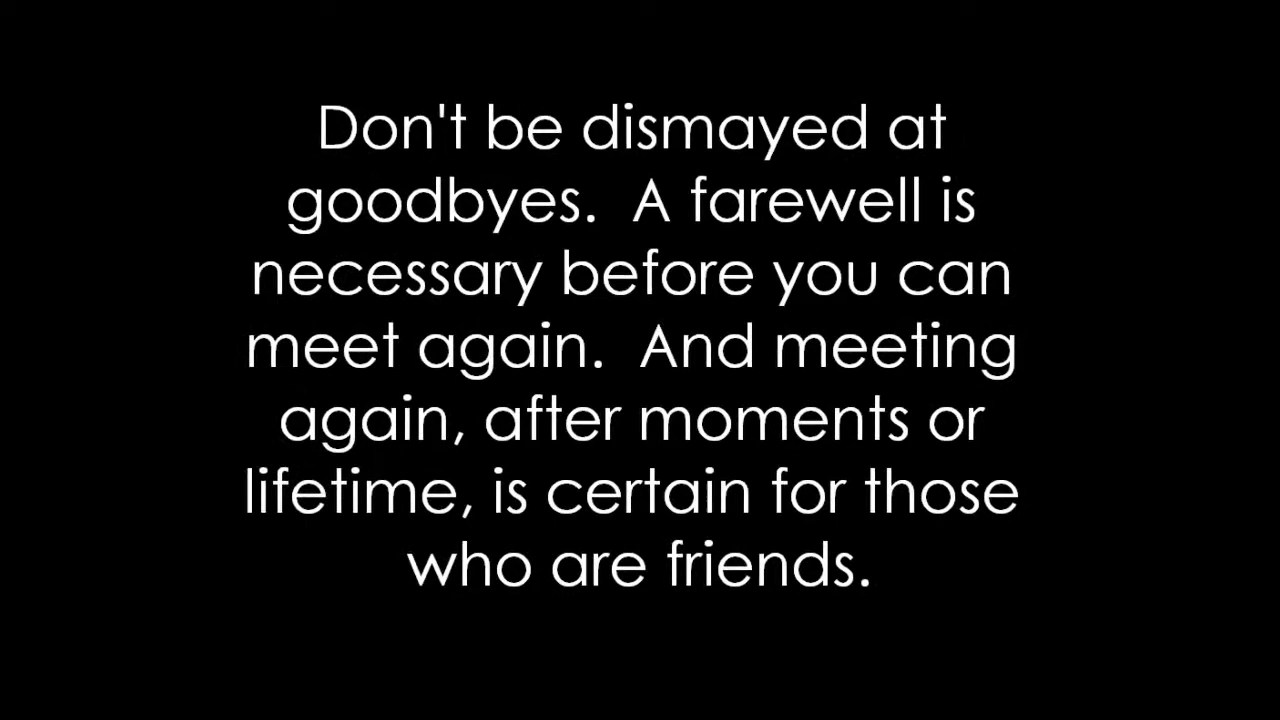 Don't be dismayed at
goodbyes.  A farewell is
necessary before you can
meet again.  And meeting
again, after moments or
lifetime, is certain for those
who are friends.